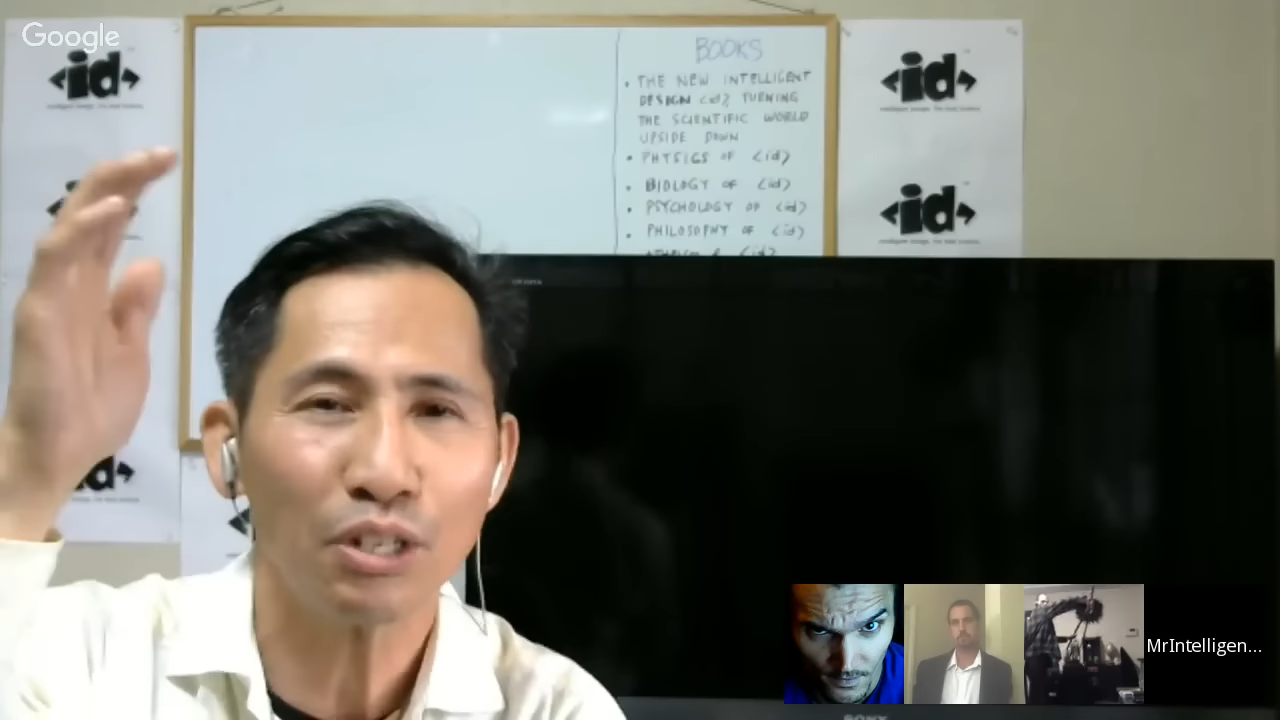 Google
<id>
<id>
BOOKS
• THE NEW INTELLIGENT
DESIGN <id> TURNING
THE SCIENTIFIC WORLD
UPSIDE DOWN
• PHYSICS OF <id>
• BIOLOGY OF <id>
• PSYCHOLOGY OF <id>
• PHILOSOPHY OF <id>
<id>
<id>
MrIntelligen...
SONY